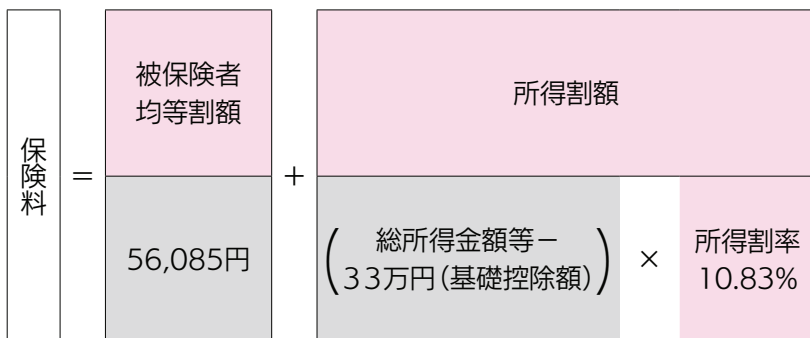 保険料
=
被保険者
均等割額
56,085円
+
所得割額
(総所得金額等−
33万円(基礎控除額))
×
所得割率
10.83%